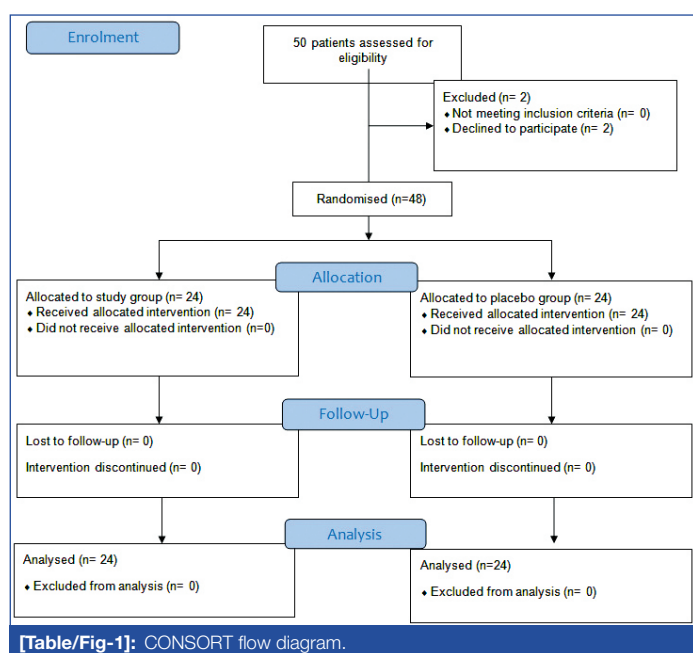 Enrolment
50 patients assessed for
eligibility
Excluded (n= 2)
♦ Not meeting inclusion criteria (n= 0)
♦ Declined to participate (n= 2)
Randomised (n=48)
Allocation
Allocated to study group (n= 24)
♦ Received allocated intervention (n= 24)
♦ Did not receive allocated intervention (n=0)
Allocated to placebo group (n= 24)
♦ Received allocated intervention (n= 24)
♦ Did not receive allocated intervention (n= 0)
Follow-Up
Lost to follow-up (n= 0)
Intervention discontinued (n= 0)
Lost to follow-up (n= 0)
Intervention discontinued (n= 0)
Analysis
Analysed (n= 24)
♦ Excluded from analysis (n= 0)
Analysed (n=24)
♦ Excluded from analysis (n= 0)
[Table/Fig-1]: CONSORT flow diagram.